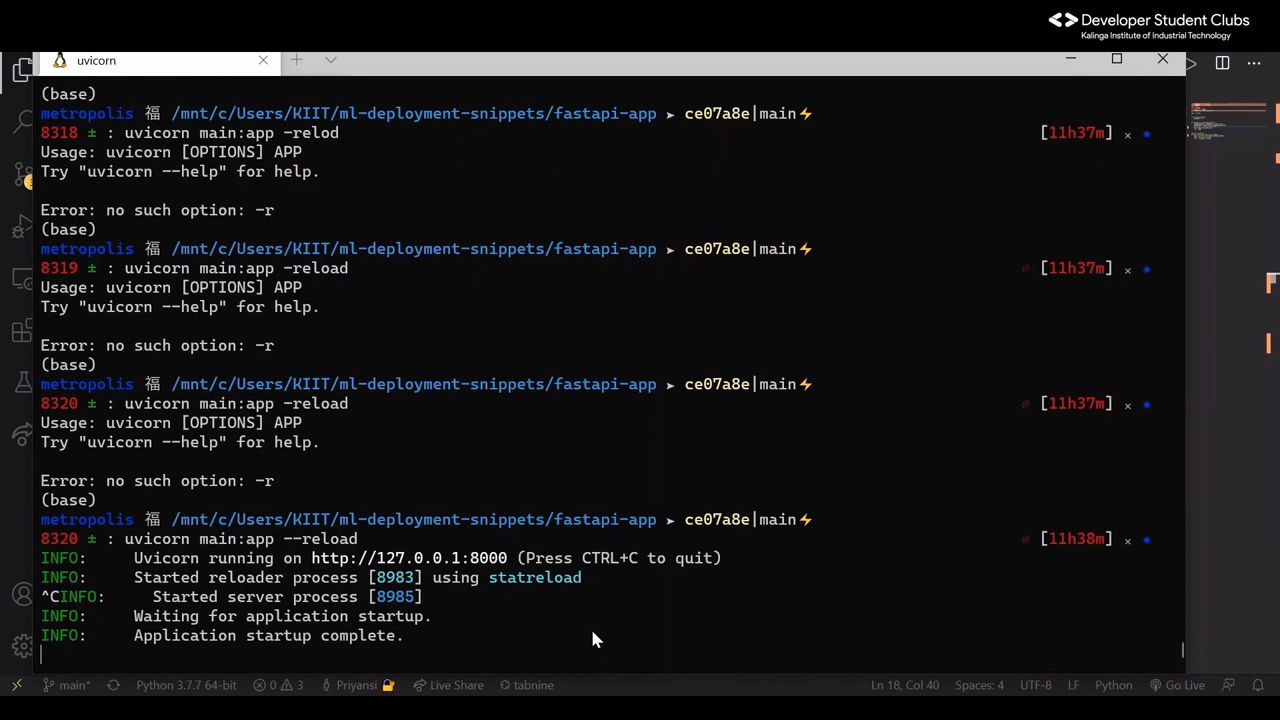 Developer Student Clubs
Kalinga Institute of Industrial Technology
uvicorn
(base)
metropolis 福 /mnt/c/Users/KIIT/ml-deployment-snippets/fastapi-app ➤ ce07a8e|main⚡
8318 ± : uvicorn main:app -relod [11h37m] ×
Usage: uvicorn [OPTIONS] APP
Try "uvicorn --help" for help.
Error: no such option: -r
(base)
metropolis 福 /mnt/c/Users/KIIT/ml-deployment-snippets/fastapi-app ➤ ce07a8e|main⚡
8319 ± : uvicorn main:app -reload ⏎ [11h37m] ×
Usage: uvicorn [OPTIONS] APP
Try "uvicorn --help" for help.
Error: no such option: -r
(base)
metropolis 福 /mnt/c/Users/KIIT/ml-deployment-snippets/fastapi-app ➤ ce07a8e|main⚡
8320 ± : uvicorn main:app -reload ⏎ [11h37m] ×
Usage: uvicorn [OPTIONS] APP
Try "uvicorn --help" for help.
Error: no such option: -r
(base)
metropolis 福 /mnt/c/Users/KIIT/ml-deployment-snippets/fastapi-app ➤ ce07a8e|main⚡
8320 ± : uvicorn main:app --reload ⏎ [11h38m] ×
INFO: Uvicorn running on http://127.0.0.1:8000 (Press CTRL+C to quit)
INFO: Started reloader process [8983] using statreload
^CINFO: Started server process [8985]
INFO: Waiting for application startup.
INFO: Application startup complete.
main* Python 3.7.7 64-bit 0 3 Priyansi Live Share tabnine Ln 18, Col 40 Spaces: 4 UTF-8 LF Python Go Live